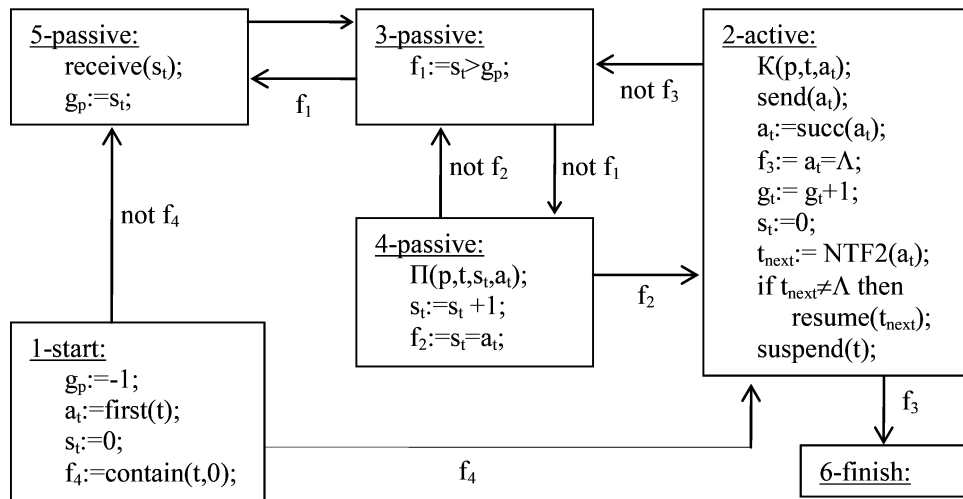 5-passive:
receive(sₜ);
gₚ:=sₜ;
3-passive:
f₁:=sₜ>gₚ;
2-active:
K(p,t,aₜ);
send(aₜ);
aₜ:=succ(aₜ);
f₃:= aₜ=Λ;
gₜ:= gₜ+1;
sₜ:=0;
t_next:= NTF2(aₜ);
if t_next≠Λ then
resume(t_next);
suspend(t);
f₁
not f₃
not f₂
not f₁
not f₄
4-passive:
Π(p,t,sₜ,aₜ);
sₜ:=sₜ +1;
f₂:=sₜ=aₜ;
f₂
1-start:
gₚ:=-1;
aₜ:=first(t);
sₜ:=0;
f₄:=contain(t,0);
f₄
f₃
6-finish: